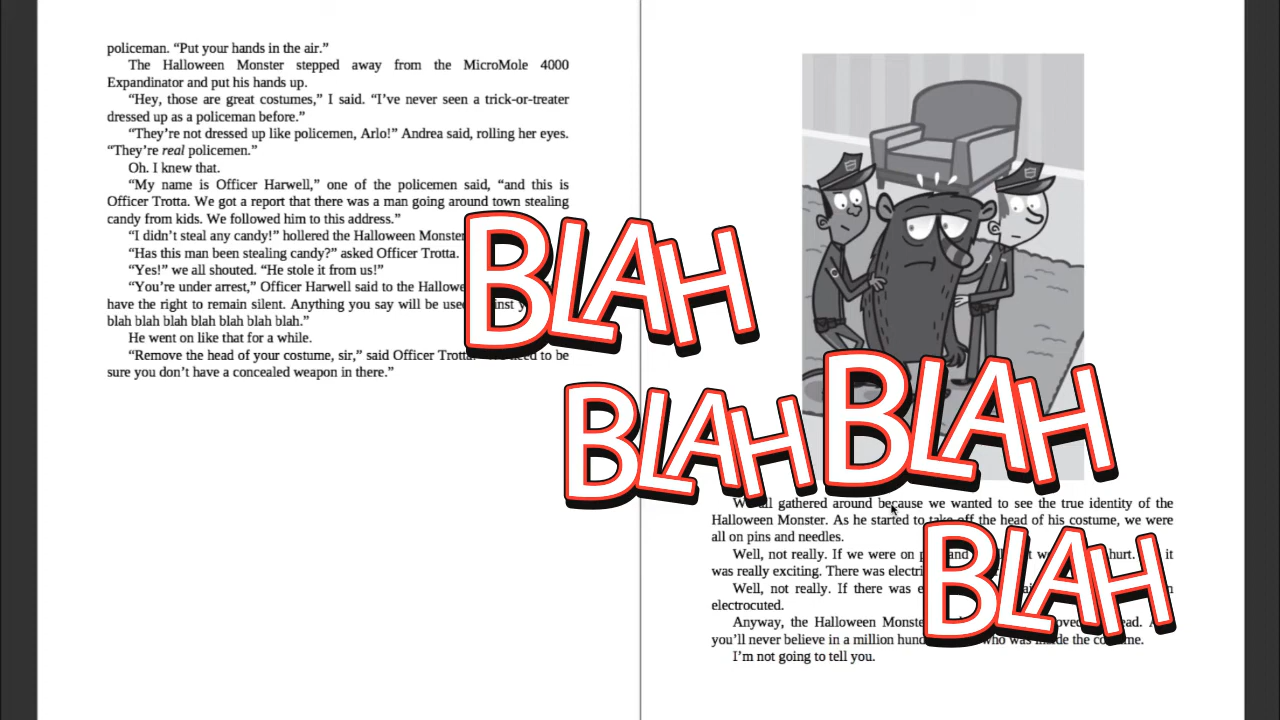 policeman. “Put your hands in the air.”
The Halloween Monster stepped away from the MicroMole 4000
Expandinator and put his hands up.
“Hey, those are great costumes,” I said. “I’ve never seen a trick-or-treater
dressed up as a policeman before.”
“They’re not dressed up like policemen, Arlo!” Andrea said, rolling her eyes.
“They’re real policemen.”
Oh. I knew that.
“My name is Officer Harwell,” one of the policemen said, “and this is
Officer Trotta. We got a report that there was a man going around town stealing
candy from kids. We followed him to this address.”
“I didn’t steal any candy!” hollered the Halloween Monster
“Has this man been stealing candy?” asked Officer Trotta.
“Yes!” we all shouted. “He stole it from us!”
“You’re under arrest,” Officer Harwell said to the
have the right to remain silent. Anything you say will be
blah blah blah blah blah blah blah.”
He went on like that for a while.
“Remove the head of your costume, sir,” said Officer Trotta. to be
sure you don’t have a concealed weapon in there.”
BLAH
BLAH
BLAH
BLAH
We all gathered around because we wanted to see the true identity of the
Halloween Monster. As he started to take off the head of his costume, we were
all on pins and needles.
Well, not really. If we were on hurt. it
was really exciting. There was
Well, not really. If there was
electrocuted.
Anyway, the Halloween
you’ll never believe in a million who was inside the costume.
I’m not going to tell you.